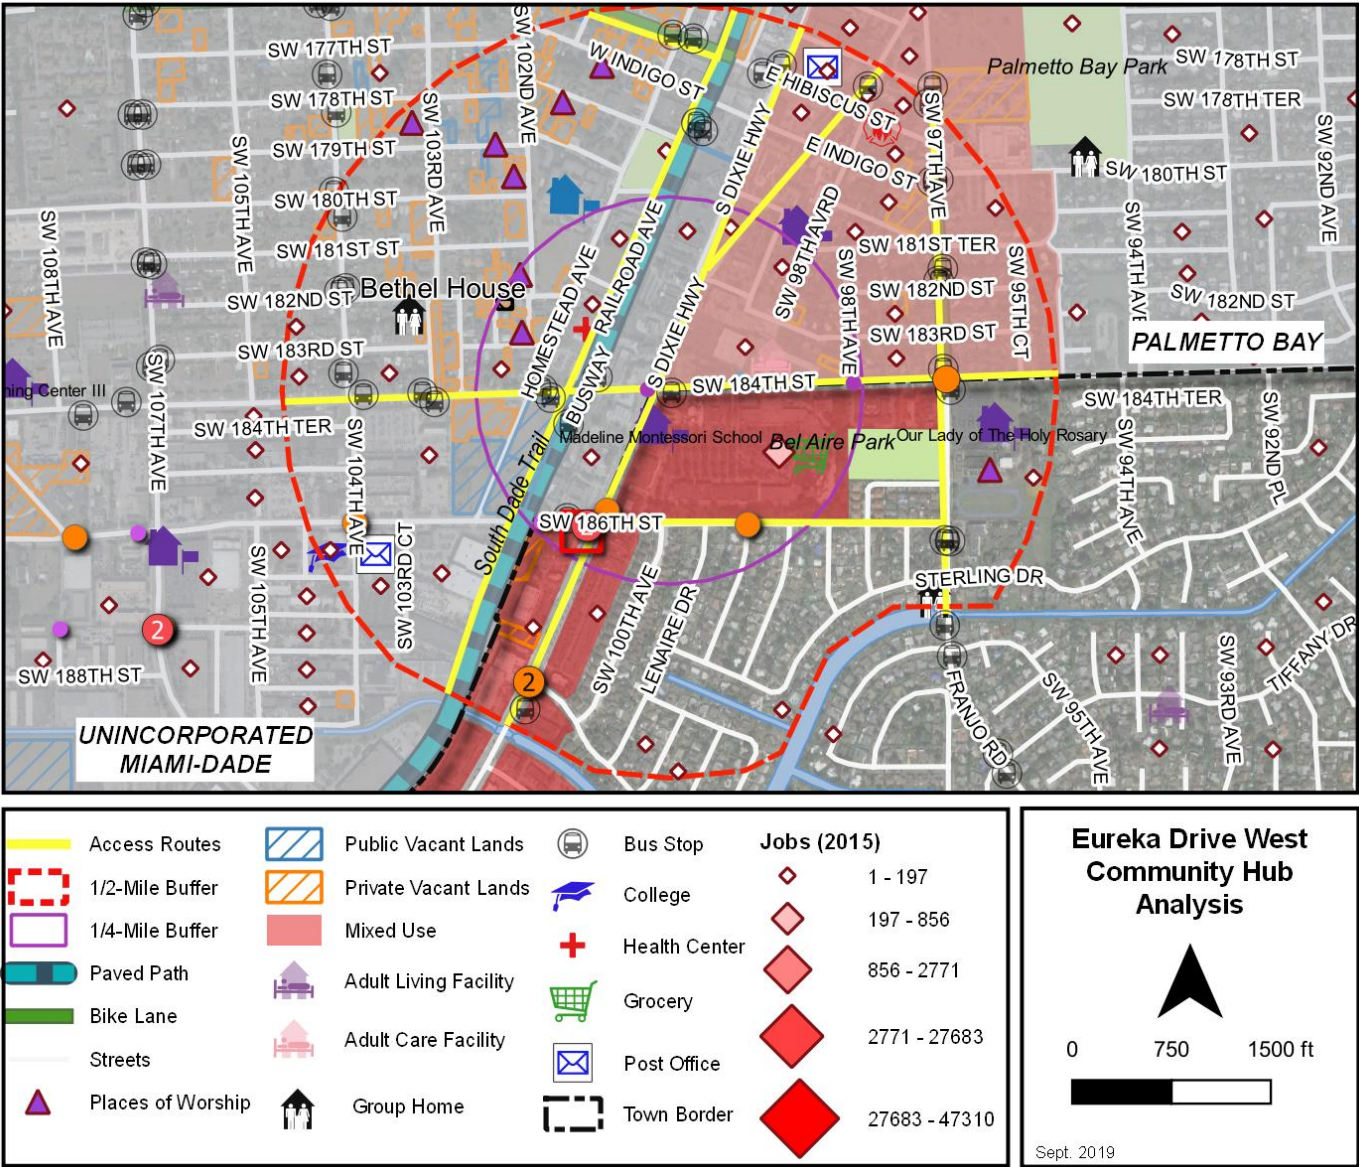 SW 177TH ST
SW 102ND AVE
W INDIGO ST
Palmetto Bay Park
SW 178TH ST
SW 178TH ST
SW 178TH TER
E HIBISCUS ST
SW 103RD AVE
S DIXIE HWY
SW 97TH AVE
SW 92ND AVE
SW 179TH ST
SW 105TH AVE
E INDIGO ST
SW 180TH ST
SW 180TH ST
SW 98TH AVRD
SW 94TH AVE
SW 108TH AVE
SW 181ST ST
HOMESTEAD AVE
RAILROAD AVE
SW 181ST TER
SW 95TH CT
Bethel House
SW 182ND ST
SW 98TH AVE
SW 182ND ST
SW 182ND ST
S DIXIE HWY
SW 183RD ST
SW 183RD ST
PALMETTO BAY
SW 107TH AVE
BUSWAY
ning Center III
SW 184TH ST
SW 184TH TER
SW 184TH TER
SW 104TH AVE
Madeline Montessori School
Bel Aire Park
Our Lady of The Holy Rosary
SW 94TH AVE
SW 92ND PL
South Dade Trail
SW 186TH ST
SW 105TH AVE
SW 103RD CT
SW 100TH AVE
LENAIRE DR
STERLING DR
2
SW 188TH ST
2
FRANJO RD
SW 95TH AVE
SW 93RD AVE
TIFFANY DR
UNINCORPORATED
MIAMI-DADE
Access Routes
1/2-Mile Buffer
1/4-Mile Buffer
Paved Path
Bike Lane
Streets
Places of Worship
Public Vacant Lands
Private Vacant Lands
Mixed Use
Adult Living Facility
Adult Care Facility
Group Home
Bus Stop
College
Health Center
Grocery
Post Office
Town Border
Jobs (2015)
1 - 197
197 - 856
856 - 2771
2771 - 27683
27683 - 47310
Eureka Drive West
Community Hub
Analysis
0 750 1500 ft
Sept. 2019